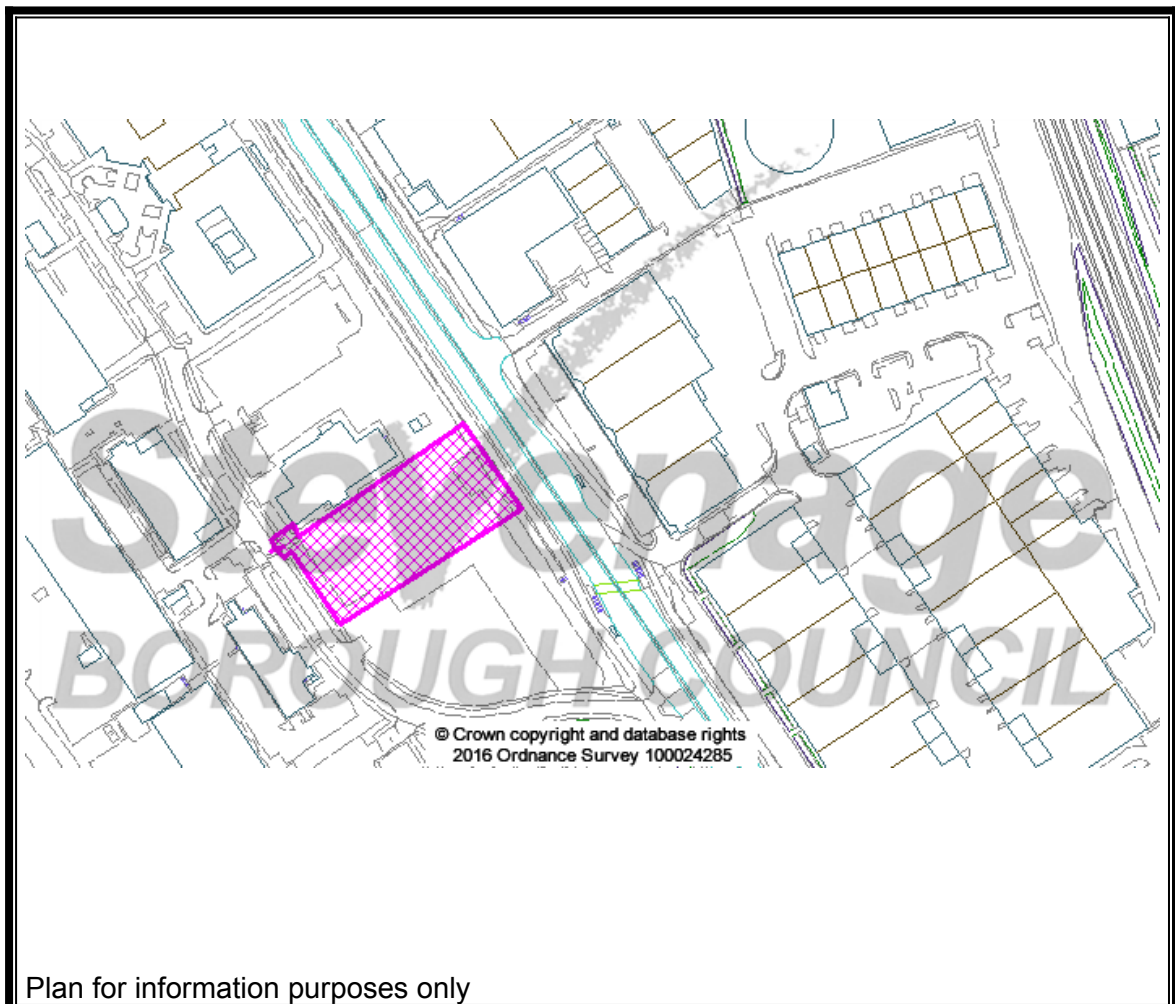 Stevenage
BOROUGH COUNCIL
© Crown copyright and database rights
2016 Ordnance Survey 100024285
Plan for information purposes only